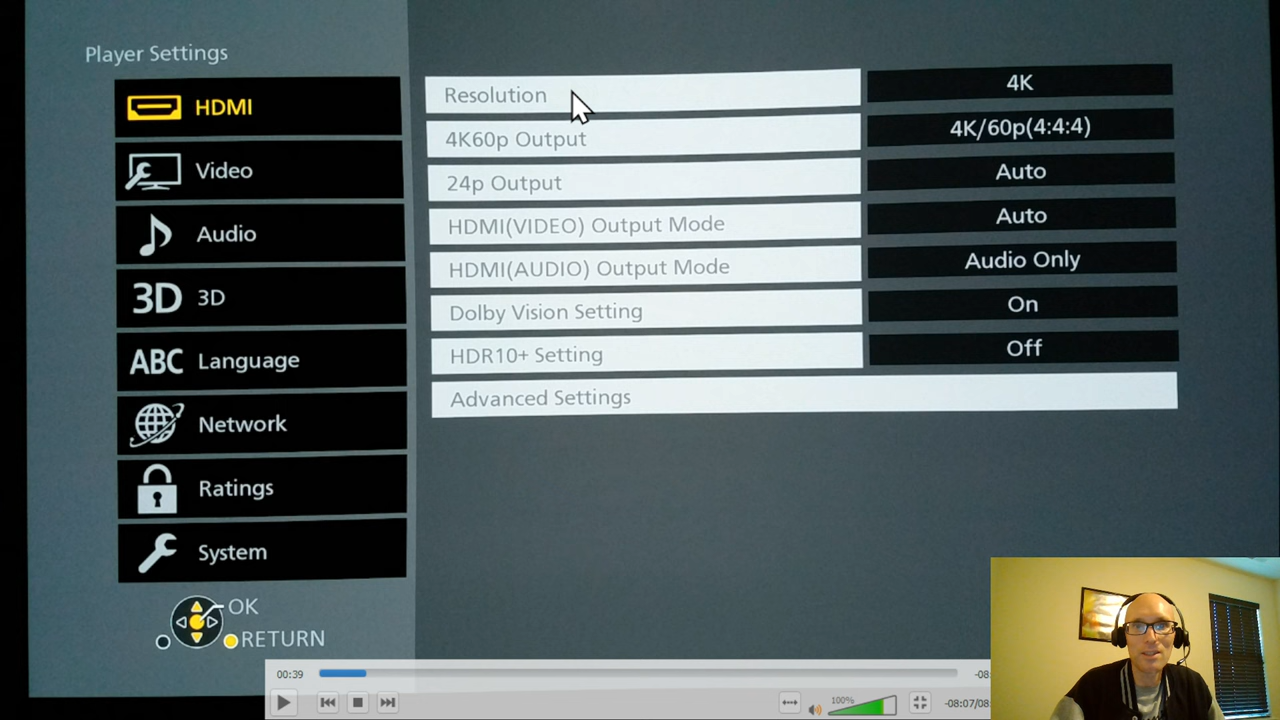 Player Settings
HDMI
Video
Audio
3D 3D
ABC Language
Network
Ratings
System
OK
RETURN
Resolution 4K
4K60p Output 4K/60p(4:4:4)
24p Output Auto
HDMI(VIDEO) Output Mode Auto
HDMI(AUDIO) Output Mode Audio Only
Dolby Vision Setting On
HDR10+ Setting Off
Advanced Settings
00:39
100%
-08:07/08: